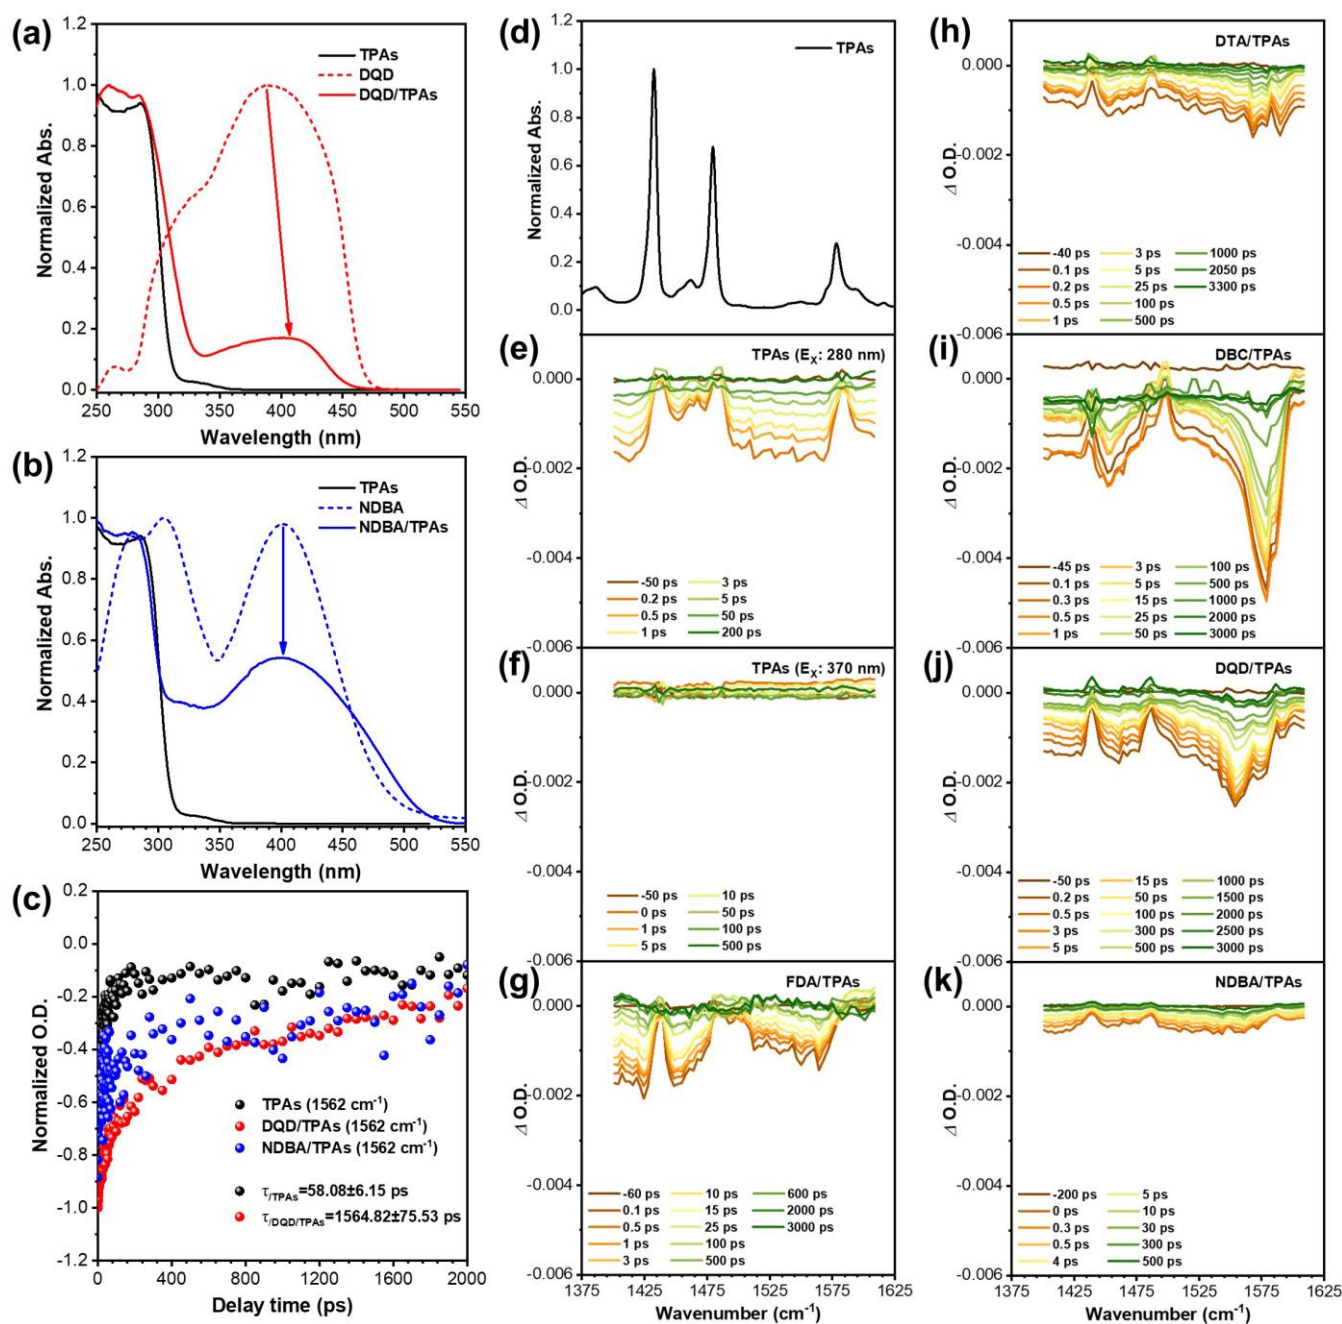 (a)
1.2
1.0
0.8
0.6
0.4
0.2
0.0
Normalized Abs.
TPAs
DQD
DQD/TPAs
250 300 350 400 450 500 550
Wavelength (nm)
(b)
1.2
1.0
0.8
0.6
0.4
0.2
0.0
Normalized Abs.
TPAs
NDBA
NDBA/TPAs
250 300 350 400 450 500 550
Wavelength (nm)
(c)
0.2
0.0
-0.2
-0.4
-0.6
-0.8
-1.0
-1.2
Normalized O.D.
TPAs (1562 cm⁻¹)
DQD/TPAs (1562 cm⁻¹)
NDBA/TPAs (1562 cm⁻¹)
τ/TPAs=58.08±6.15 ps
τ/DQD/TPAs=1564.82±75.53 ps
0 400 800 1200 1600 2000
Delay time (ps)
(d)
1.2
1.0
0.8
0.6
0.4
0.2
0.0
Normalized Abs.
TPAs
(e)
TPAs (EX: 280 nm)
0.000
-0.002
-0.004
-0.006
Δ O.D.
-50 ps 3 ps
0.2 ps 5 ps
0.5 ps 50 ps
1 ps 200 ps
(f)
TPAs (EX: 370 nm)
0.000
-0.002
-0.004
-0.006
Δ O.D.
-50 ps 10 ps
0 ps 50 ps
1 ps 100 ps
5 ps 500 ps
(g)
FDA/TPAs
0.000
-0.002
-0.004
-0.006
Δ O.D.
-60 ps 10 ps 600 ps
0.1 ps 15 ps 2000 ps
0.5 ps 25 ps 3000 ps
1 ps 100 ps
3 ps 500 ps
1375 1425 1475 1525 1575 1625
Wavenumber (cm⁻¹)
(h)
DTA/TPAs
0.000
-0.002
-0.004
-0.006
Δ O.D.
-40 ps 3 ps 1000 ps
0.1 ps 5 ps 2050 ps
0.2 ps 25 ps 3300 ps
0.5 ps 100 ps
1 ps 500 ps
(i)
DBC/TPAs
0.000
-0.002
-0.004
-0.006
Δ O.D.
-45 ps 3 ps 100 ps
0.1 ps 5 ps 500 ps
0.3 ps 15 ps 1000 ps
0.5 ps 25 ps 2000 ps
1 ps 50 ps 3000 ps
(j)
DQD/TPAs
0.000
-0.002
-0.004
-0.006
Δ O.D.
-50 ps 15 ps 1000 ps
0.2 ps 50 ps 1500 ps
0.5 ps 100 ps 2000 ps
3 ps 300 ps 2500 ps
5 ps 500 ps 3000 ps
(k)
NDBA/TPAs
0.000
-0.002
-0.004
-0.006
Δ O.D.
-200 ps 5 ps
0 ps 10 ps
0.3 ps 30 ps
0.5 ps 300 ps
4 ps 500 ps
1375 1425 1475 1525 1575 1625
Wavenumber (cm⁻¹)